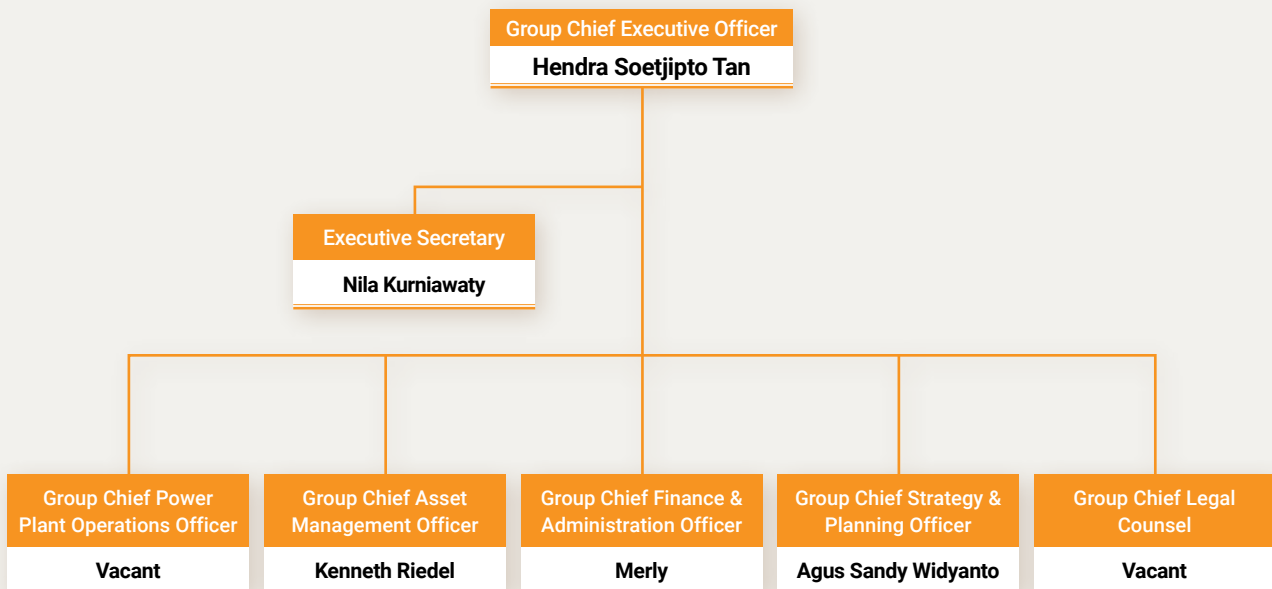 Group Chief Executive Officer
Hendra Soetjipto Tan
Executive Secretary
Nila Kurniawaty
Group Chief Power
Plant Operations Officer
Vacant
Group Chief Asset
Management Officer
Kenneth Riedel
Group Chief Finance &
Administration Officer
Merly
Group Chief Strategy &
Planning Officer
Agus Sandy Widyanto
Group Chief Legal
Counsel
Vacant